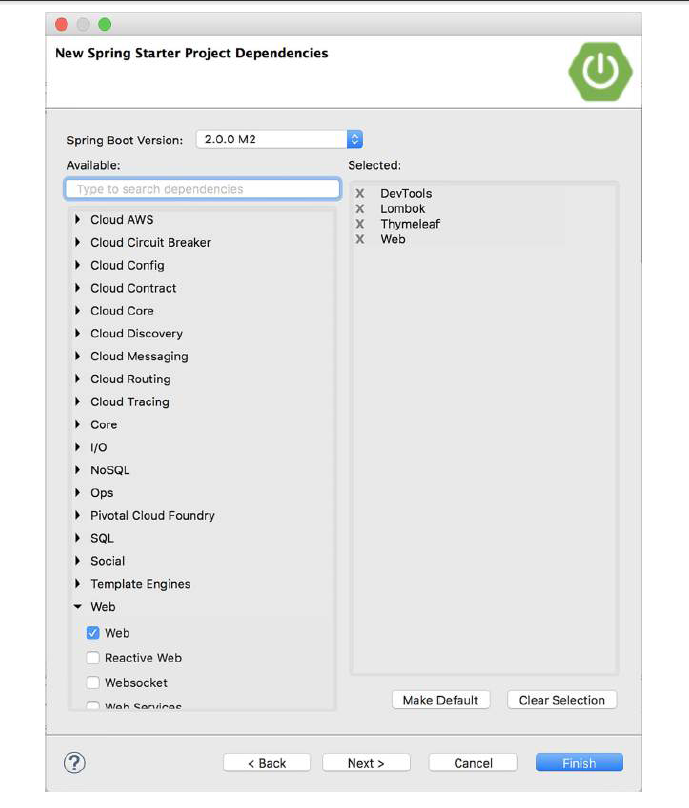 New Spring Starter Project Dependencies
Spring Boot Version: 2.0.0 M2
Available:
Type to search dependencies
Cloud AWS
Cloud Circuit Breaker
Cloud Config
Cloud Contract
Cloud Core
Cloud Discovery
Cloud Messaging
Cloud Routing
Cloud Tracing
Core
I/O
NoSQL
Ops
Pivotal Cloud Foundry
SQL
Social
Template Engines
Web
Web
Reactive Web
Websocket
Web Services
Selected:
X DevTools
X Lombok
X Thymeleaf
X Web
Make Default Clear Selection
? < Back Next > Cancel Finish